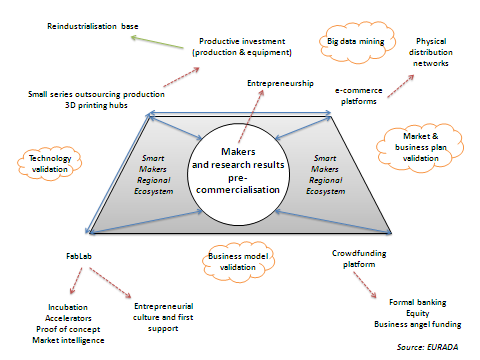 Reindustrialisation base
Productive investment
(production & equipment)
Big data mining
Physical
distribution
networks
Entrepreneurship
Small series outsourcing production
3D printing hubs
e-commerce
platforms
Technology
validation
Smart
Makers
Regional
Ecosystem
Makers
and research results
pre-
commercialisation
Smart
Makers
Regional
Ecosystem
Market &
business plan
validation
FabLab
Business model
validation
Crowdfunding
platform
Incubation
Accelerators
Proof of concept
Market intelligence
Entrepreneurial
culture and first
support
Formal banking
Equity
Business angel funding
Source: EURADA